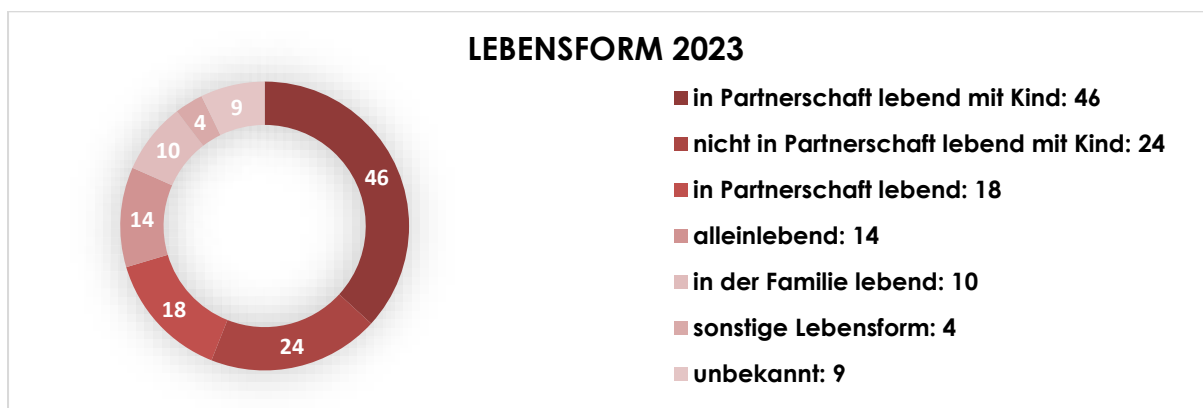 LEBENSFORM 2023
in Partnerschaft lebend mit Kind: 46
nicht in Partnerschaft lebend mit Kind: 24
in Partnerschaft lebend: 18
alleinlebend: 14
in der Familie lebend: 10
sonstige Lebensform: 4
unbekannt: 9
46
24
18
14
10
4
9